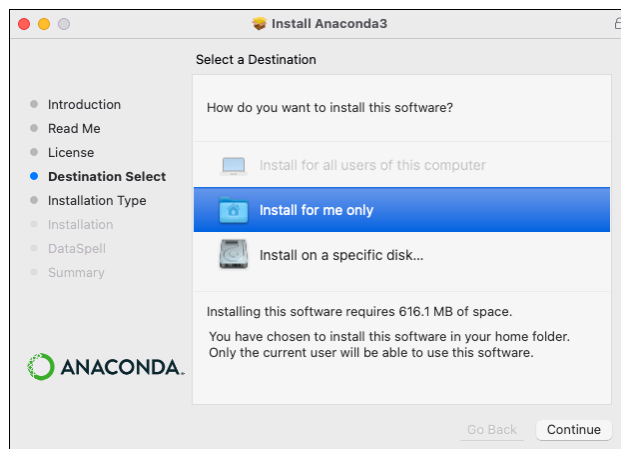 Install Anaconda3
Select a Destination
Introduction
Read Me
License
Destination Select
Installation Type
Installation
DataSpell
Summary
How do you want to install this software?
Install for all users of this computer
Install for me only
Install on a specific disk...
Installing this software requires 616.1 MB of space.
You have chosen to install this software in your home folder.
Only the current user will be able to use this software.
ANACONDA.
Go Back
Continue